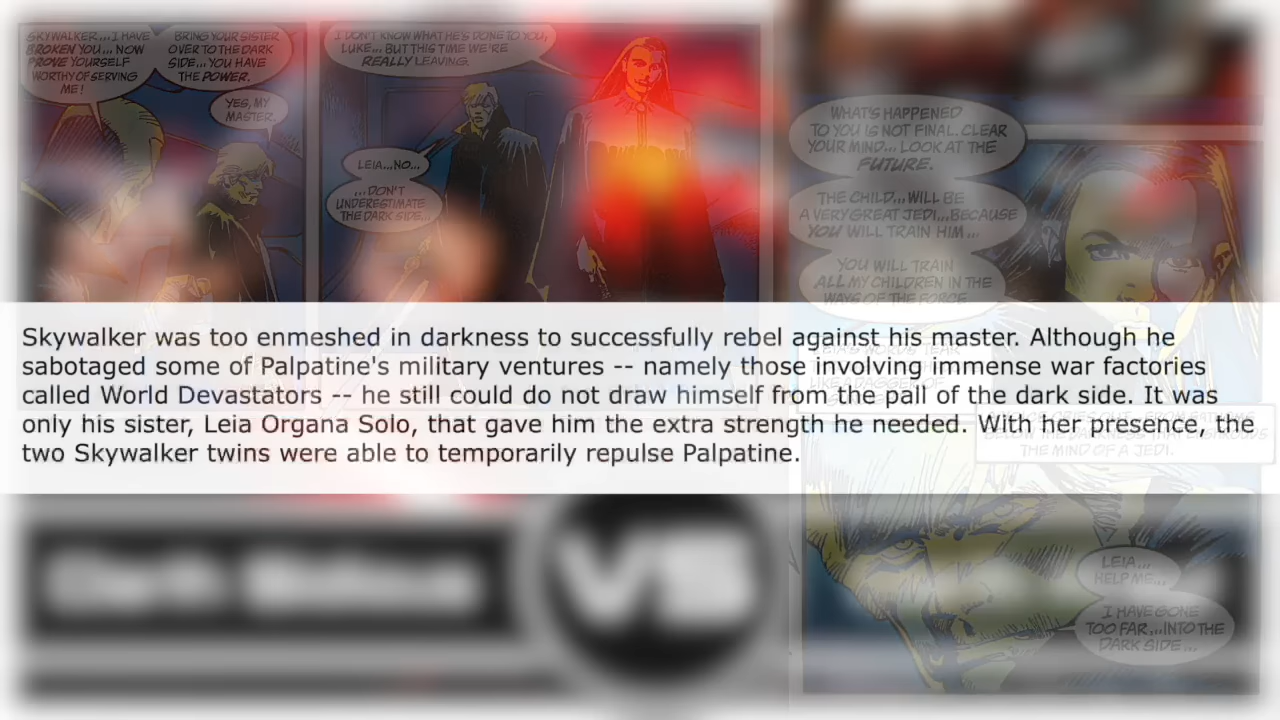 SKYWALKER... I HAVE
BROKEN YOU... NOW
PROVE YOURSELF
WORTHY OF SERVING
ME!
BRING YOUR SISTER
OVER TO THE DARK
SIDE... YOU HAVE
THE POWER.
YES, MY
MASTER.
I DON'T KNOW WHAT HE'S DONE TO YOU,
LUKE... BUT THIS TIME WE'RE
REALLY LEAVING.
LEIA...NO...
...DON'T
UNDERESTIMATE
THE DARK SIDE...
WHAT'S HAPPENED
TO YOU IS NOT FINAL. CLEAR
YOUR MIND... LOOK AT THE
FUTURE.
THE CHILD... WILL BE
A VERY GREAT JEDI...BECAUSE
YOU WILL TRAIN HIM...
YOU WILL TRAIN
ALL MY CHILDREN IN THE
WAYS OF THE FORCE
Skywalker was too enmeshed in darkness to successfully rebel against his master. Although he
sabotaged some of Palpatine's military ventures -- namely those involving immense war factories
called World Devastators -- he still could do not draw himself from the pall of the dark side. It was
only his sister, Leia Organa Solo, that gave him the extra strength he needed. With her presence, the
two Skywalker twins were able to temporarily repulse Palpatine.
BELOW THE DARKNESS THAT ENSHROUDS
THE MIND OF A JEDI.
VS
LEIA...
HELP ME...
I HAVE GONE
TOO FAR...INTO THE
DARK SIDE...